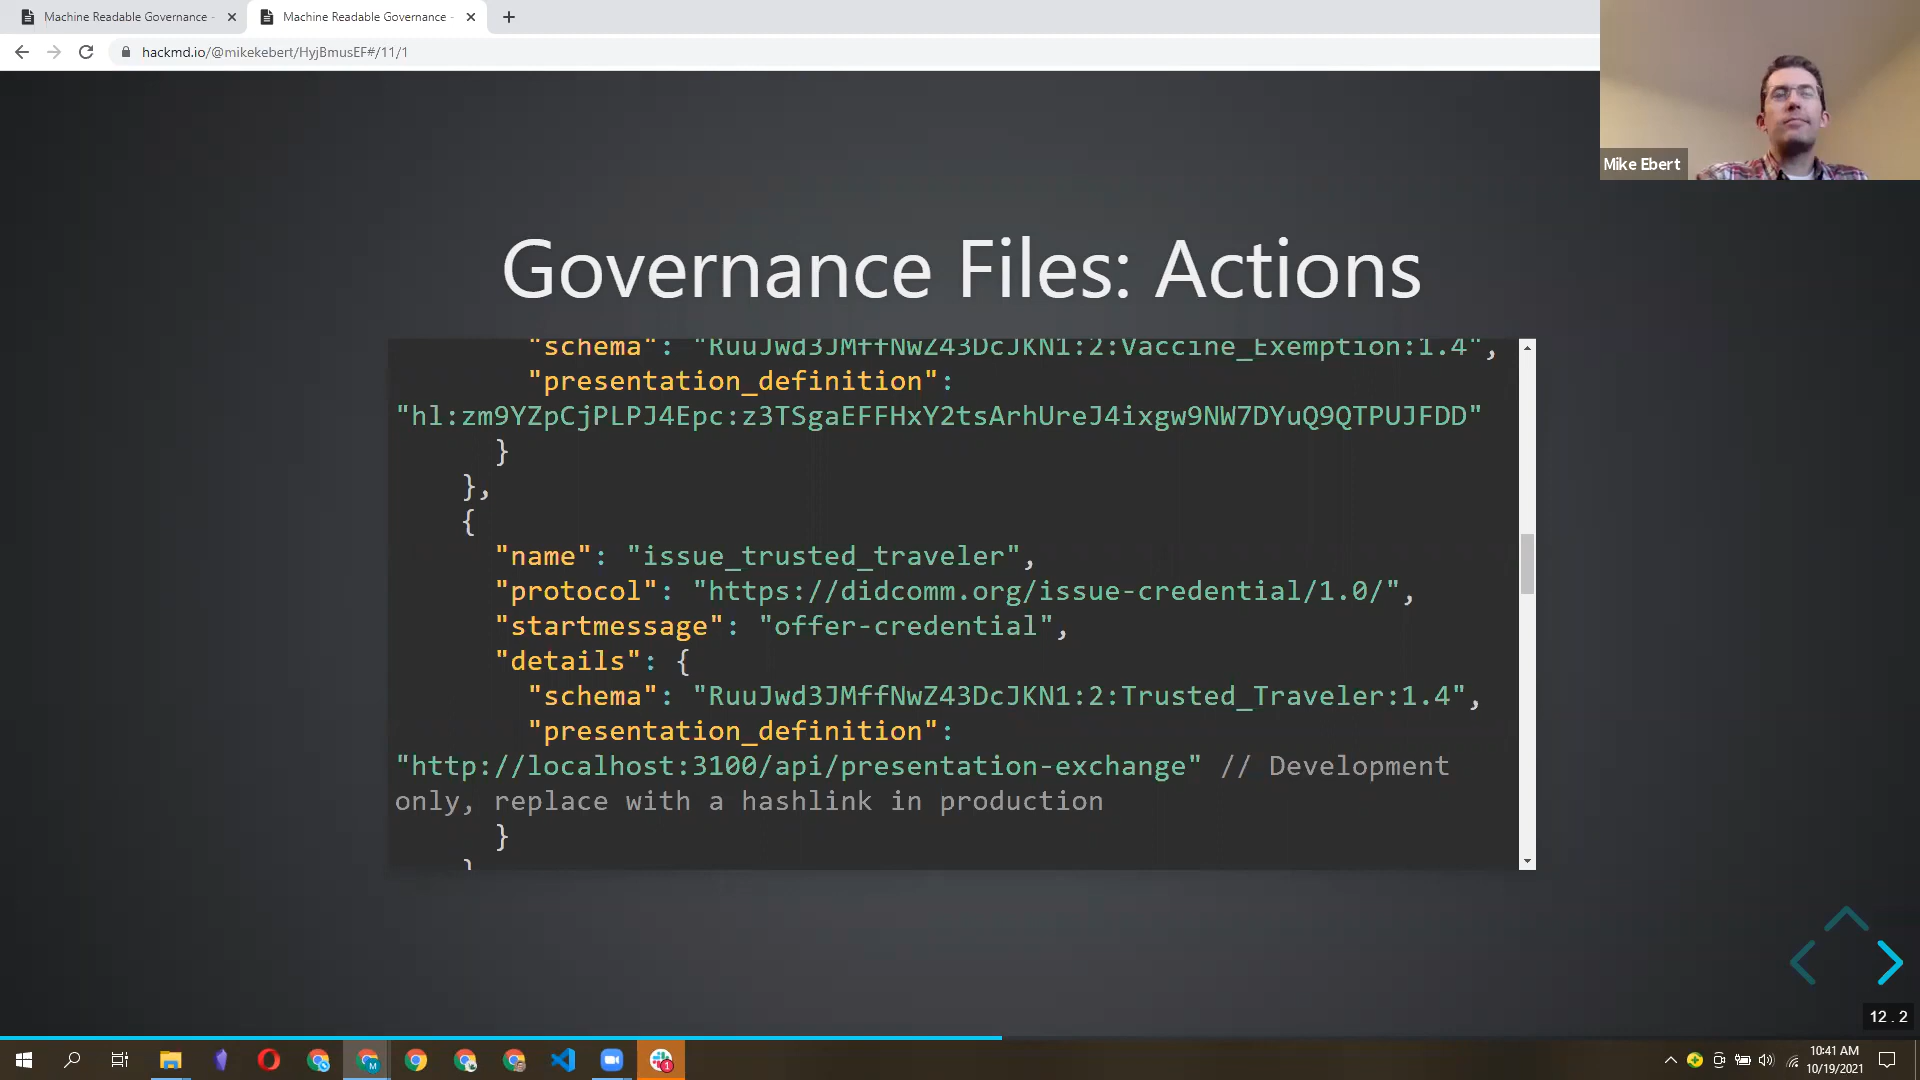 Machine Readable Governance -
Machine Readable Governance -
hackmd.io/@mikekebert/HyjBmusEF#/11/1
Mike Ebert
Governance Files: Actions
"schema": "RuuJwd3JMffNwZ43DcJKN1:2:Vaccine_Exemption:1.4",
"presentation_definition":
"hl:zm9YZpCjPLPJ4Epc:z3TSgaEFFHxY2tsArhUreJ4ixgw9NW7DYuQ9QTPUJFDD"
}
},
{
"name": "issue_trusted_traveler",
"protocol": "https://didcomm.org/issue-credential/1.0/",
"startmessage": "offer-credential",
"details": {
"schema": "RuuJwd3JMffNwZ43DcJKN1:2:Trusted_Traveler:1.4",
"presentation_definition":
"http://localhost:3100/api/presentation-exchange" // Development
only, replace with a hashlink in production
}
}
12.2
10:41 AM
10/19/2021